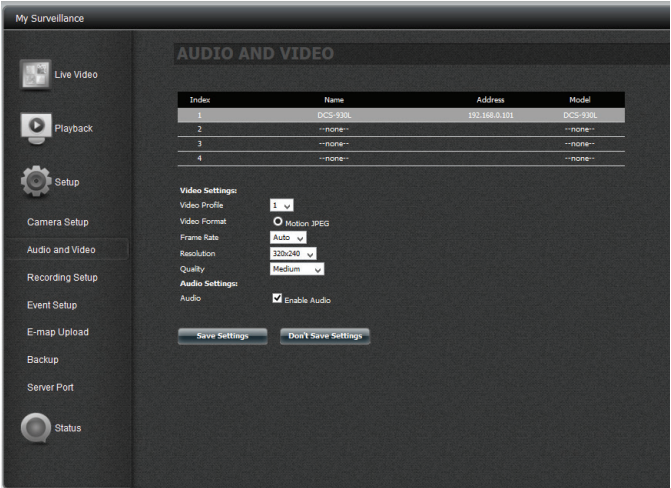 My Surveillance
AUDIO AND VIDEO
Live Video
Playback
Setup
Camera Setup
Audio and Video
Recording Setup
Event Setup
E-map Upload
Backup
Server Port
Status
Index Name Address Model
1 DCS-930L 192.168.0.101 DCS-930L
2 --none-- --none--
3 --none-- --none--
4 --none-- --none--
Video Settings:
Video Profile 1
Video Format Motion JPEG
Frame Rate Auto
Resolution 320x240
Quality Medium
Audio Settings:
Audio Enable Audio
Save Settings Don't Save Settings